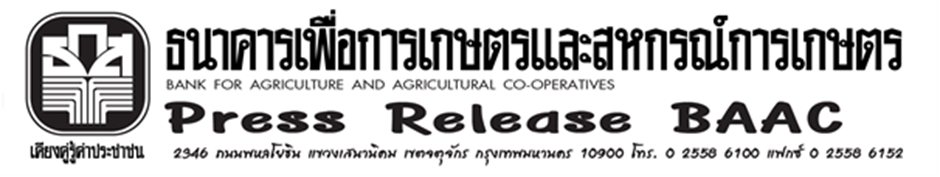 ธกส
ธนาคารเพื่อการเกษตรและสหกรณ์การเกษตร
BANK FOR AGRICULTURE AND AGRICULTURAL CO-OPERATIVES
Press Release BAAC
เคียงคู่รู้ค่าประชาชน
2346 ถนนพหลโยธิน แขวงเสนานิคม เขตจตุจักร กรุงเทพมหานคร 10900 โทร. 0 2558 6100 แฟกซ์ 0 2558 6152